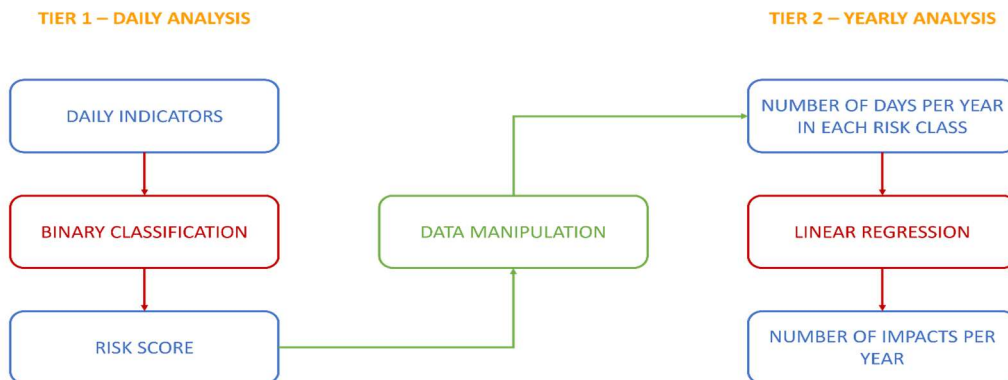 TIER 1 – DAILY ANALYSIS
DAILY INDICATORS
BINARY CLASSIFICATION
RISK SCORE
DATA MANIPULATION
TIER 2 – YEARLY ANALYSIS
NUMBER OF DAYS PER YEAR
IN EACH RISK CLASS
LINEAR REGRESSION
NUMBER OF IMPACTS PER
YEAR